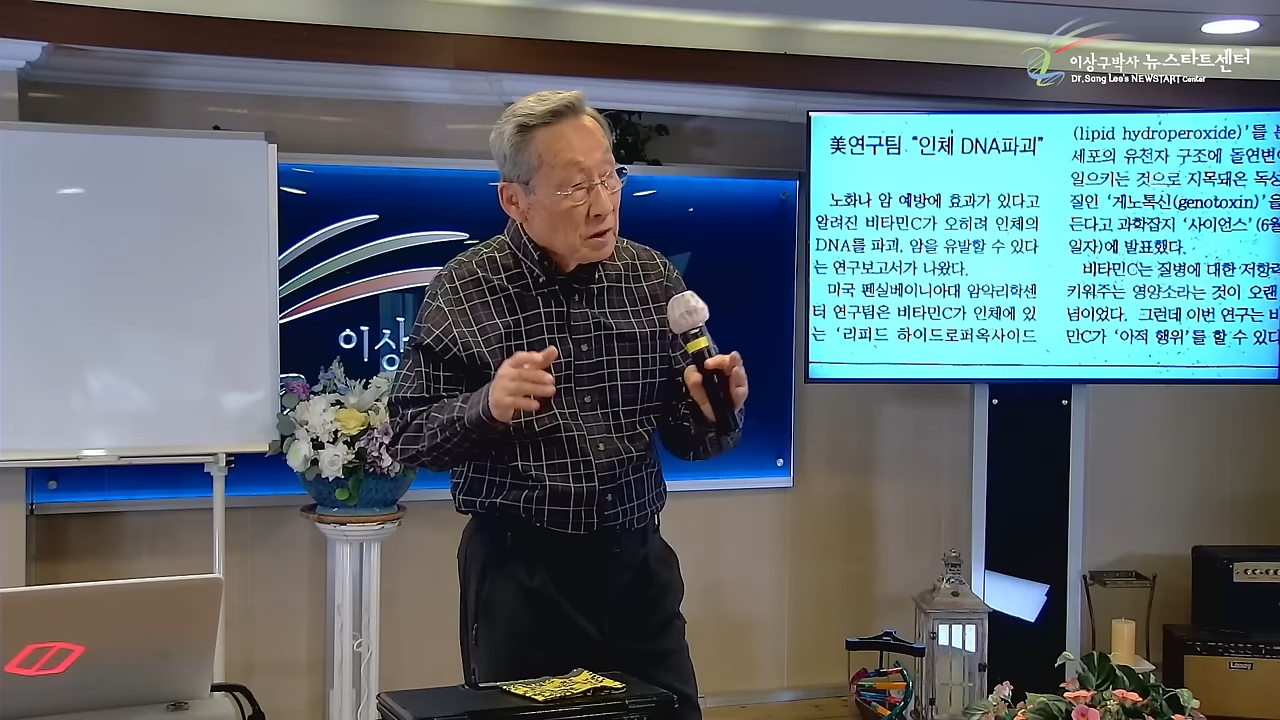 이상구박사 뉴스타트센터
Dr.Sang Lee's NEWSTART Center
美연구팀 "인체 DNA파괴"
노화나 암 예방에 효과가 있다고
알려진 비타민C가 오히려 인체의
DNA를 파괴, 암을 유발할 수 있다
는 연구보고서가 나왔다.
미국 펜실베이니아대 암약리학센
터 연구팀은 비타민C가 인체에 있
는 '리피드 하이드로퍼옥사이드
(lipid hydroperoxide)'를
세포의 유전자 구조에 돌연변이
일으키는 것으로 지목돼온 독성
질인 '게노톡신(genotoxin)'을
든다고 과학잡지 '사이언스' (6월
일자)에 발표했다.
비타민C는 질병에 대한 저항력
키워주는 영양소라는 것이 오랜
념이었다. 그런데 이번 연구는 비
만C가 '아적 행위'를 할 수 있다
이상
Laney